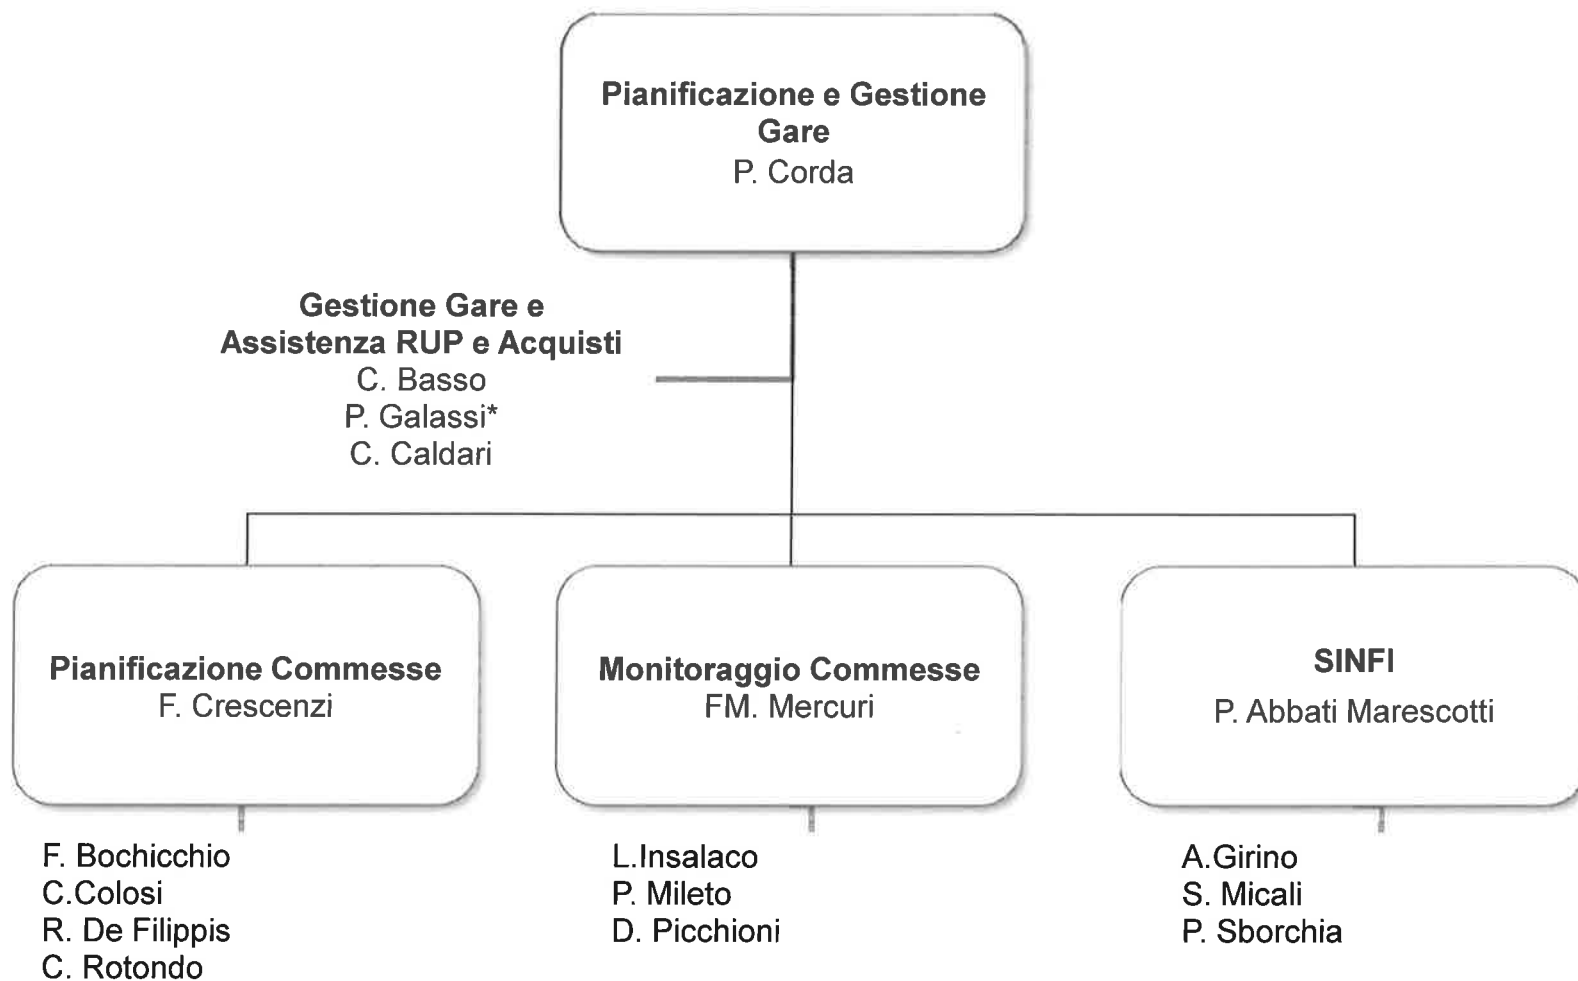 Pianificazione e Gestione
Gare
P. Corda
Gestione Gare e
Assistenza RUP e Acquisti
C. Basso
P. Galassi*
C. Caldari
Pianificazione Commesse
F. Crescenzi
Monitoraggio Commesse
FM. Mercuri
SINFI
P. Abbati Marescotti
F. Bochicchio
C.Colosi
R. De Filippis
C. Rotondo
L.Insalaco
P. Mileto
D. Picchioni
A.Girino
S. Micali
P. Sborchia